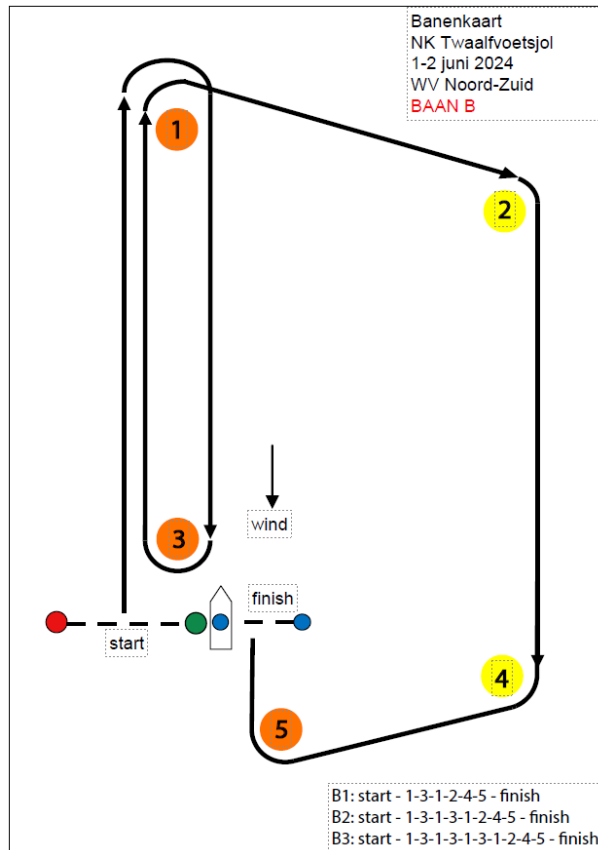 Banenkaart
NK Twaalfvoetsjol
1-2 juni 2024
WV Noord-Zuid
BAAN B
1
2
wind
3
finish
start
4
5
B1: start - 1-3-1-2-4-5 - finish
B2: start - 1-3-1-3-1-2-4-5 - finish
B3: start - 1-3-1-3-1-3-1-2-4-5 - finish